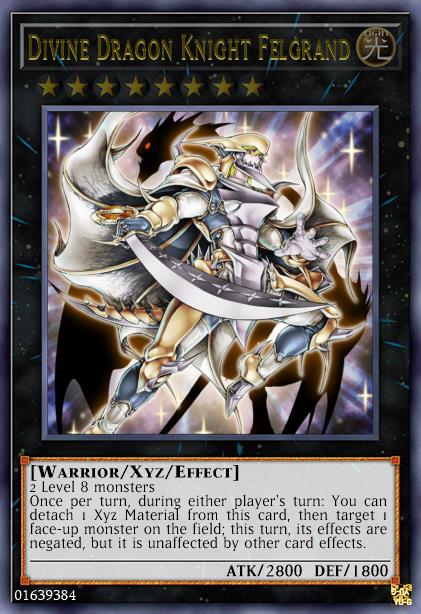 DIVINE DRAGON KNIGHT FELGRAND
LIGHT
光
[WARRIOR/XYZ/EFFECT]
2 Level 8 monsters
Once per turn, during either player's turn: You can
detach 1 Xyz Material from this card, then target 1
face-up monster on the field; this turn, its effects are
negated, but it is unaffected by other card effects.
ATK/2800 DEF/1800
01639384